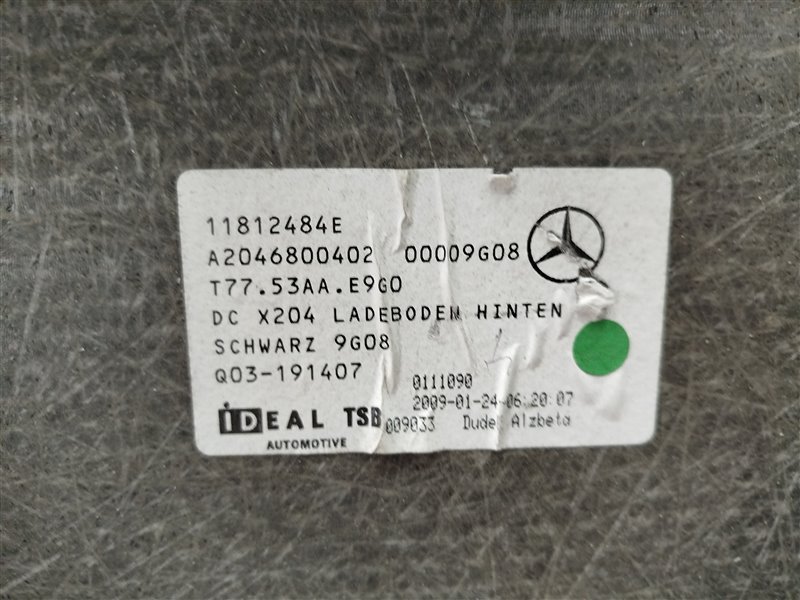 11812484E
A2046800402 00009G08
T77.53AA.E9G0
DC X204 LADEBODEN HINTEN
SCHWARZ 9G08
Q03-191407
0111090
2009-01-24-06:20:07
IDEAL TSB 009033 Dude Alzbeta
AUTOMOTIVE